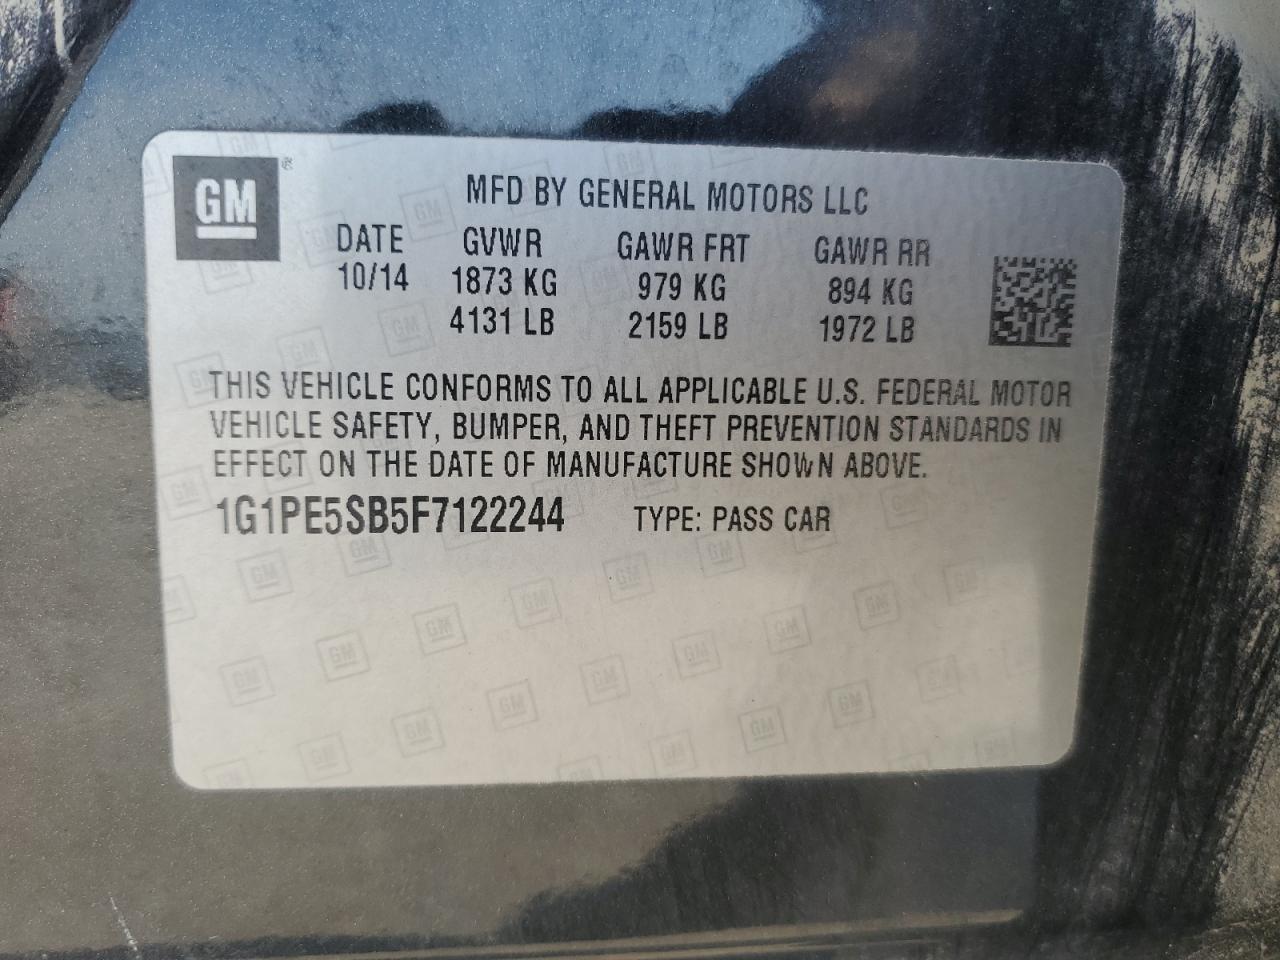 GM ®
MFD BY GENERAL MOTORS LLC
DATE GVWR GAWR FRT GAWR RR
10/14 1873 KG 979 KG 894 KG
4131 LB 2159 LB 1972 LB
THIS VEHICLE CONFORMS TO ALL APPLICABLE U.S. FEDERAL MOTOR
VEHICLE SAFETY, BUMPER, AND THEFT PREVENTION STANDARDS IN
EFFECT ON THE DATE OF MANUFACTURE SHOWN ABOVE.
1G1PE5SB5F7122244 TYPE: PASS CAR